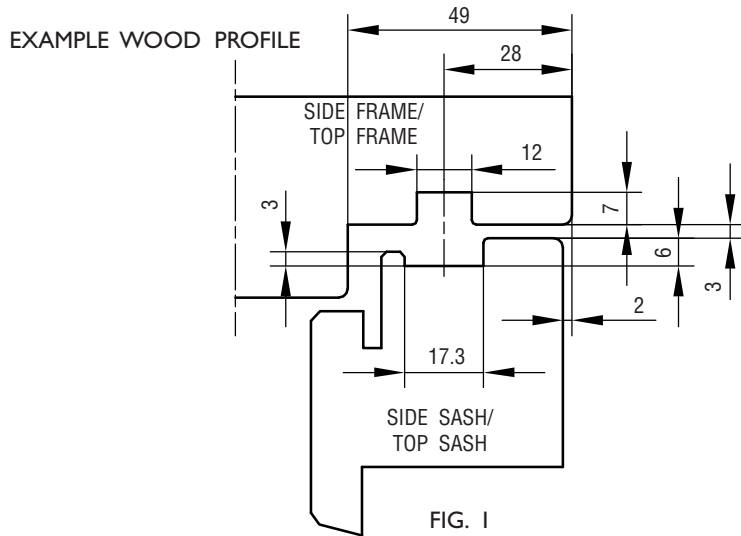 49
EXAMPLE WOOD PROFILE
28
SIDE FRAME/
TOP FRAME
12
3
7
6
3
2
17.3
SIDE SASH/
TOP SASH
FIG. I